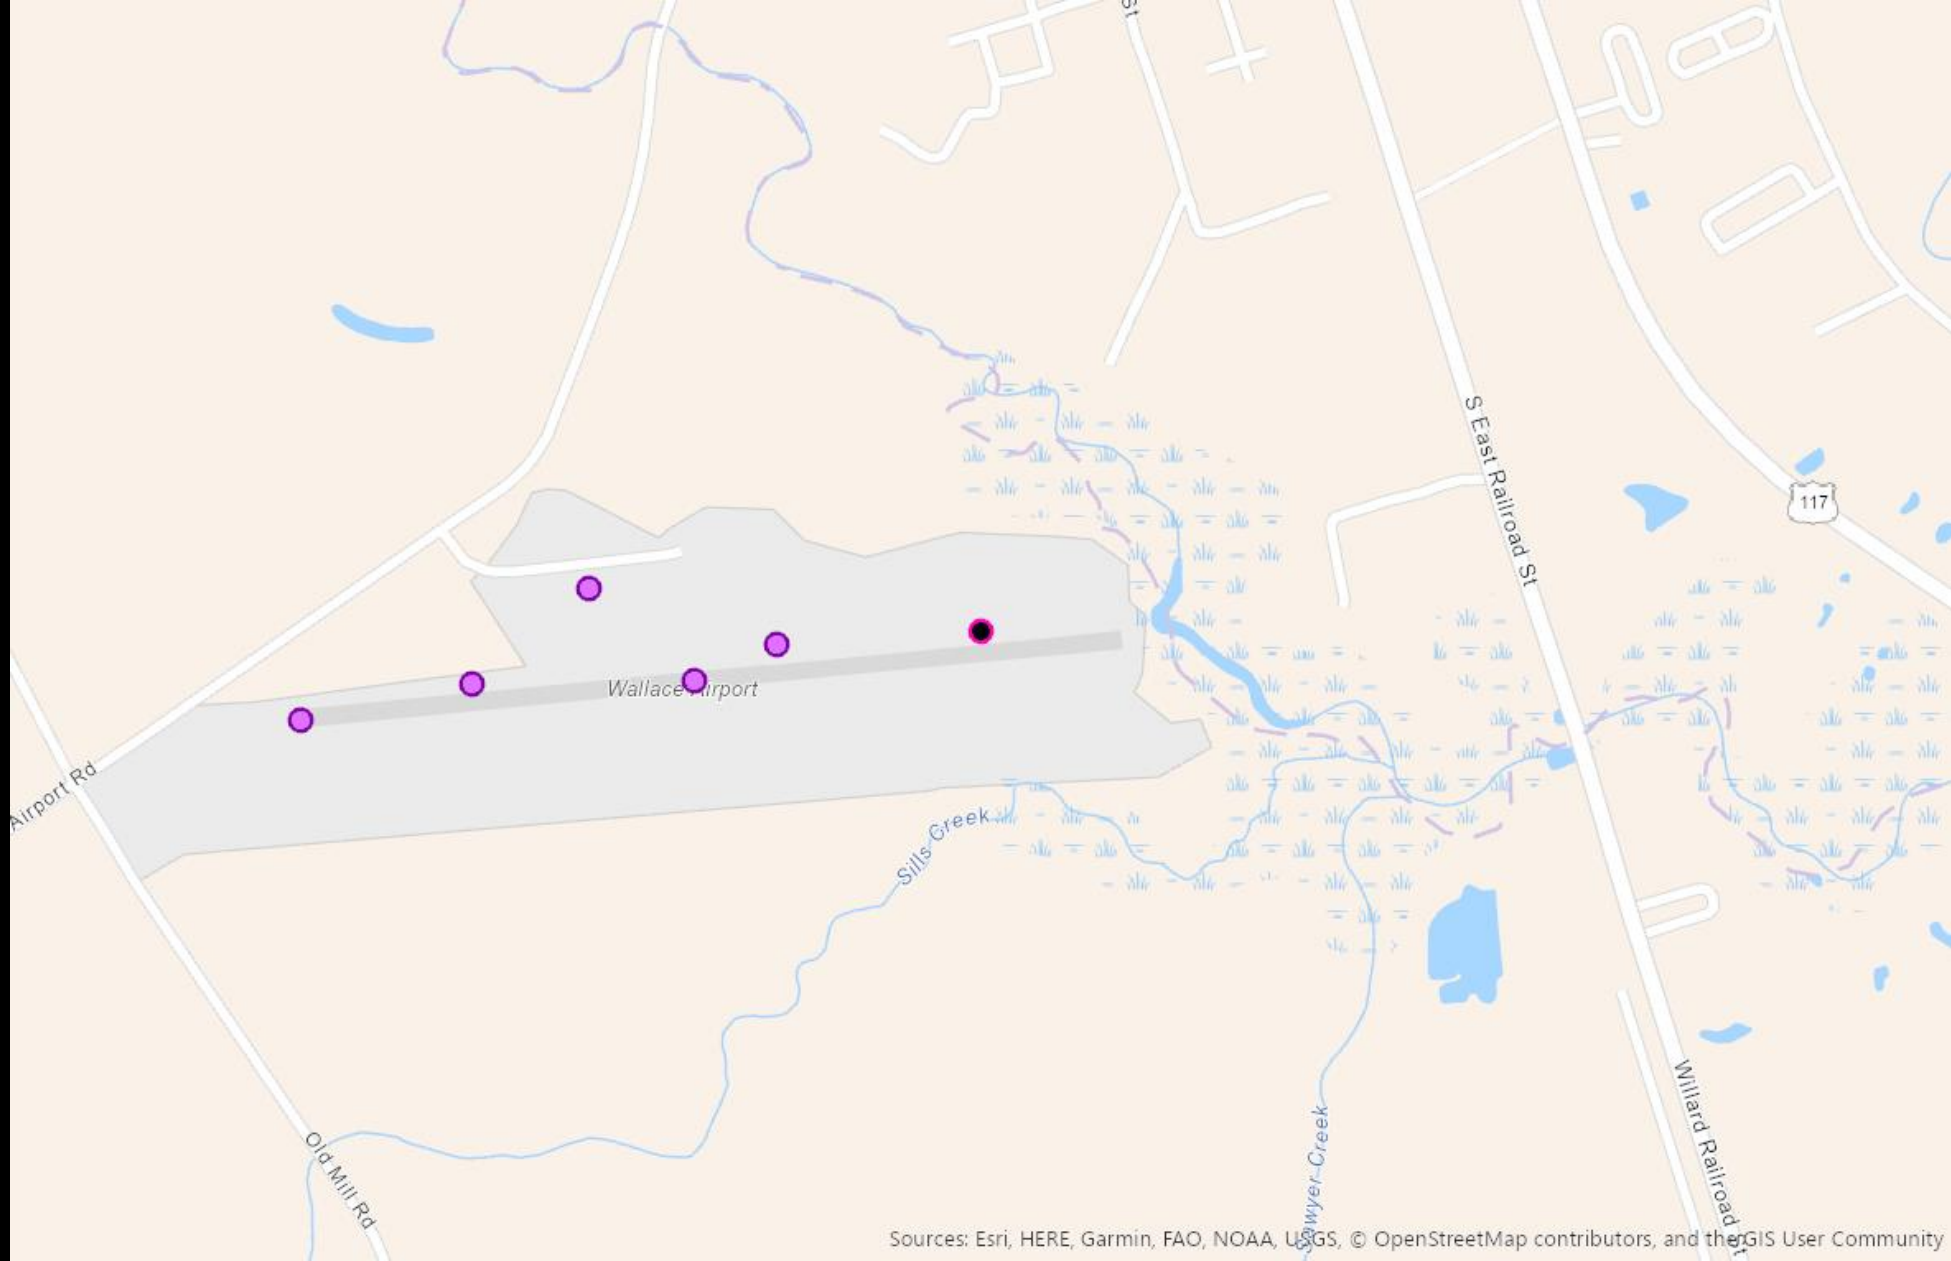 St
S East Railroad St
117
Wallace Airport
Airport Rd
Sills Creek
Old Mill Rd
Willard Railroad St
Sawyer Creek
Sources: Esri, HERE, Garmin, FAO, NOAA, USGS, © OpenStreetMap contributors, and the GIS User Community